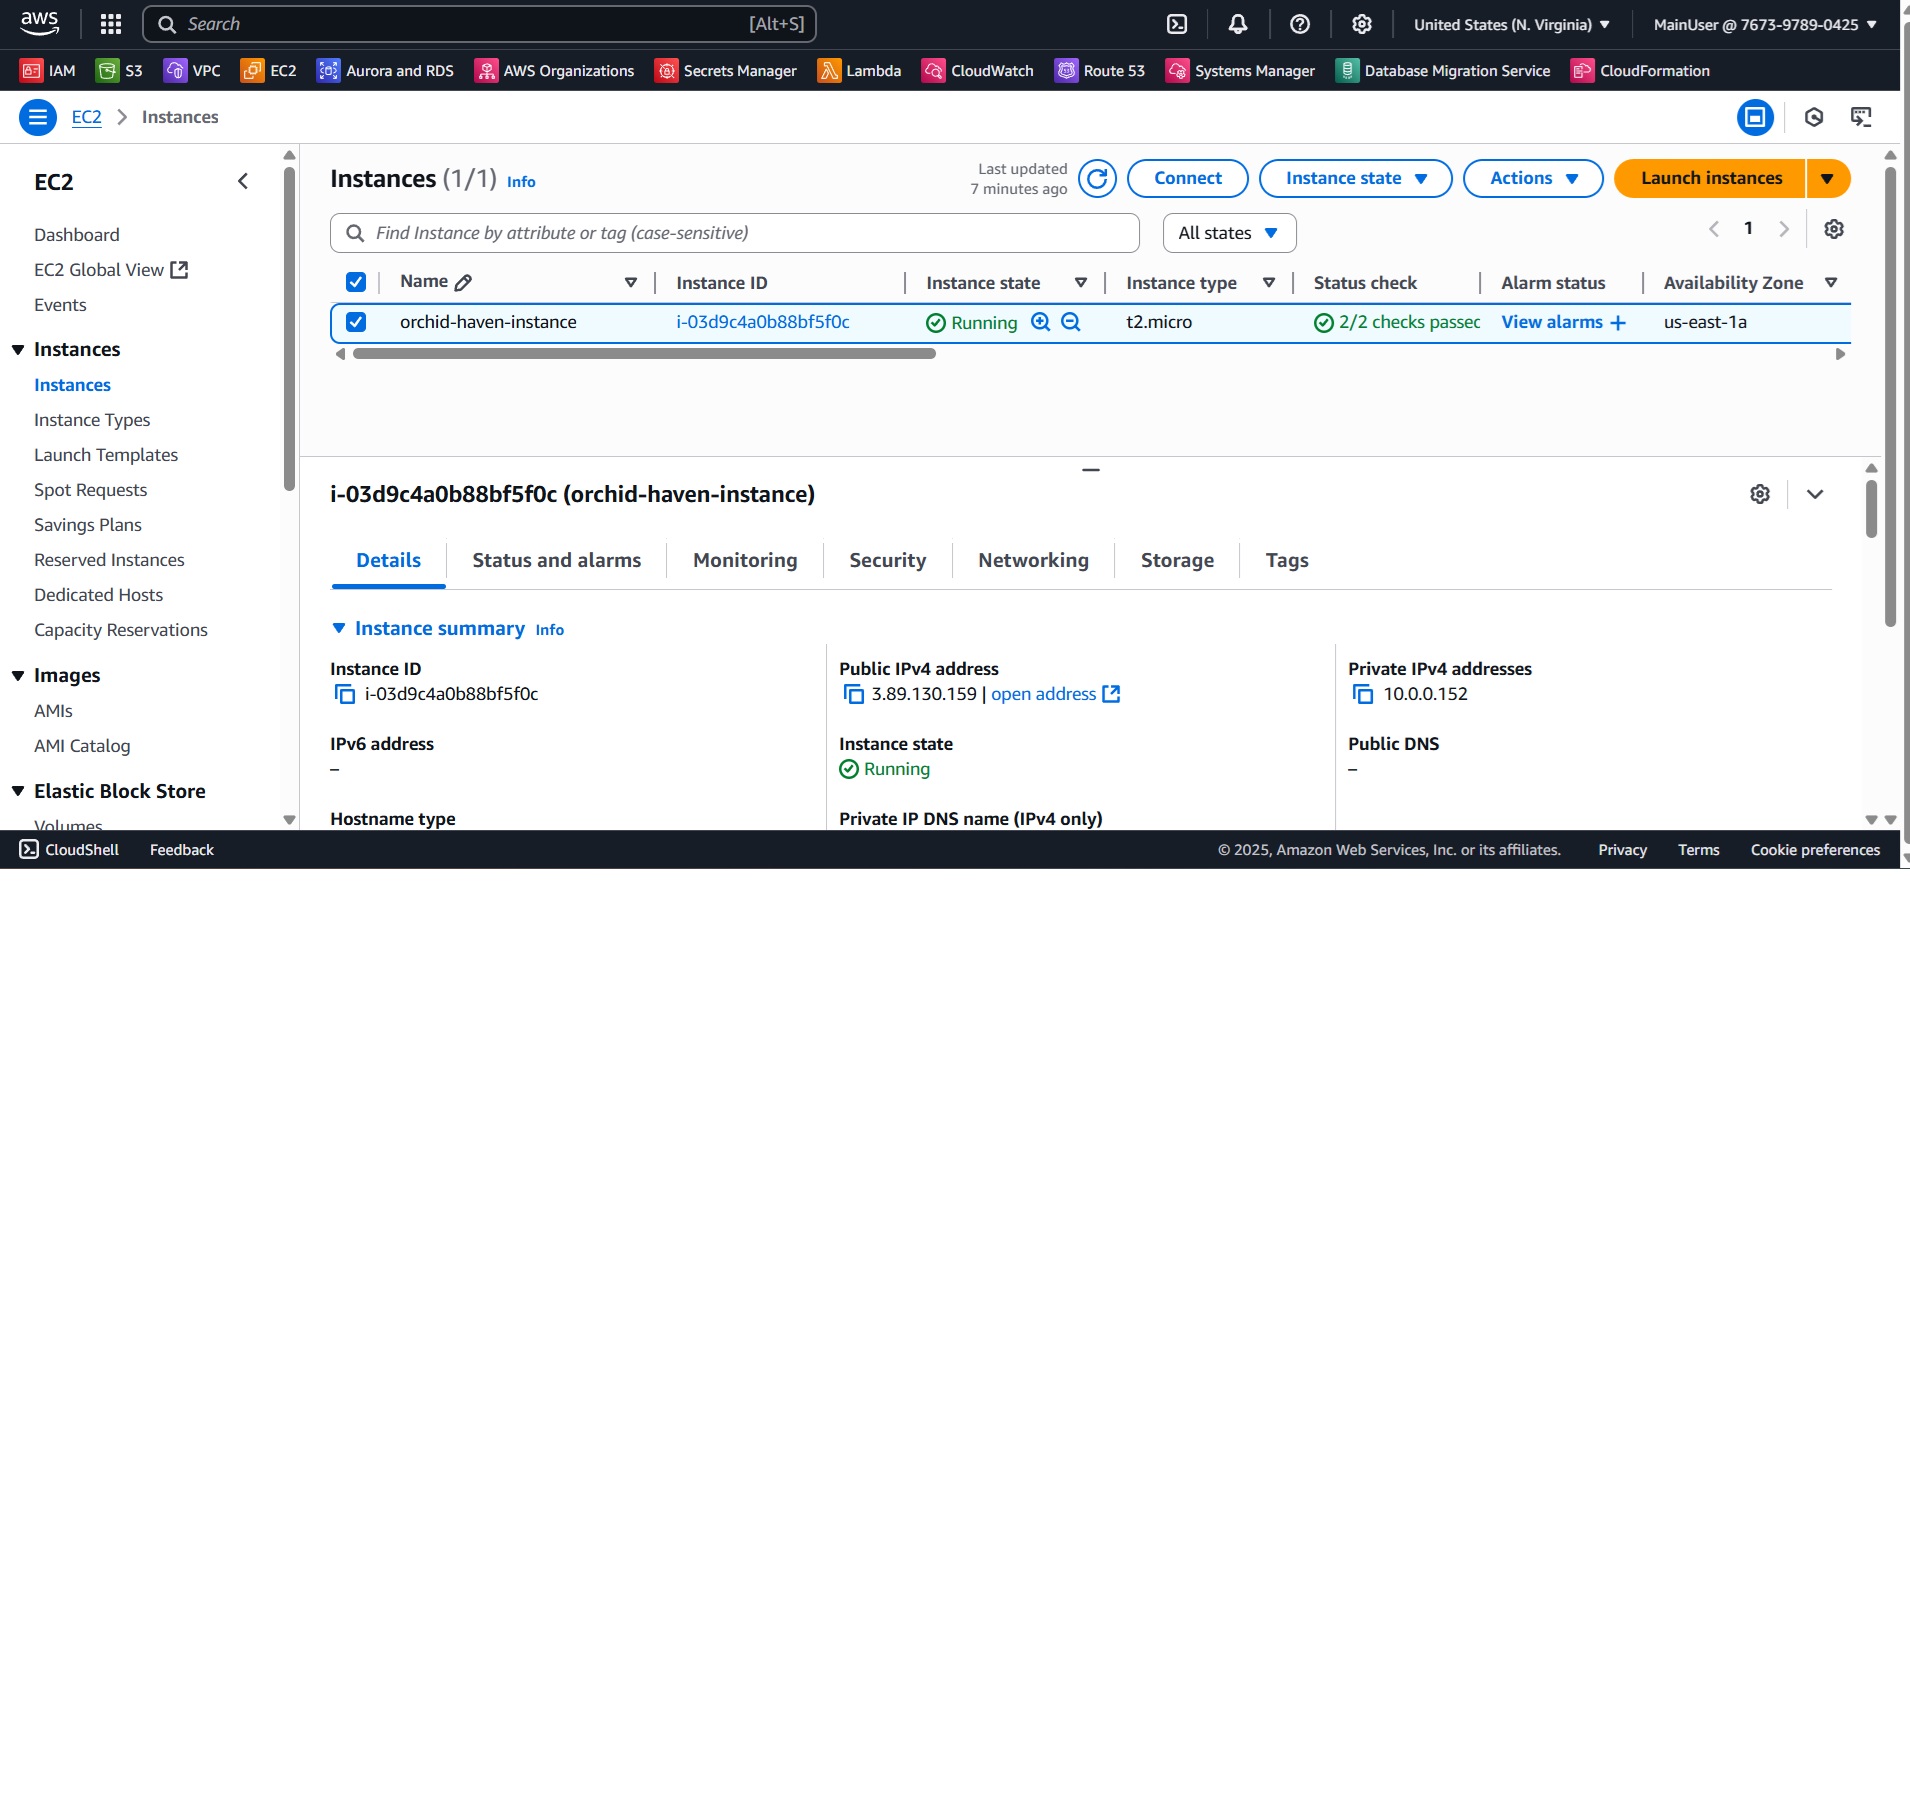 aws
Search [Alt+S]
United States (N. Virginia)
MainUser @ 7673-9789-0425
IAM S3 VPC EC2 Aurora and RDS AWS Organizations Secrets Manager Lambda CloudWatch Route 53 Systems Manager Database Migration Service CloudFormation
EC2 Instances
EC2
Dashboard
EC2 Global View
Events
Instances
Instances
Instance Types
Launch Templates
Spot Requests
Savings Plans
Reserved Instances
Dedicated Hosts
Capacity Reservations
Images
AMIs
AMI Catalog
Elastic Block Store
Volumes
Instances (1/1) Info
Last updated
7 minutes ago
Connect
Instance state
Actions
Launch instances
Find Instance by attribute or tag (case-sensitive)
All states
1
Name Instance ID Instance state Instance type Status check Alarm status Availability Zone
orchid-haven-instance i-03d9c4a0b88bf5f0c Running t2.micro 2/2 checks passec View alarms + us-east-1a
i-03d9c4a0b88bf5f0c (orchid-haven-instance)
Details Status and alarms Monitoring Security Networking Storage Tags
Instance summary Info
Instance ID
i-03d9c4a0b88bf5f0c
Public IPv4 address
3.89.130.159 | open address
Private IPv4 addresses
10.0.0.152
IPv6 address
–
Instance state
Running
Public DNS
–
Hostname type
Private IP DNS name (IPv4 only)
CloudShell Feedback
© 2025, Amazon Web Services, Inc. or its affiliates. Privacy Terms Cookie preferences